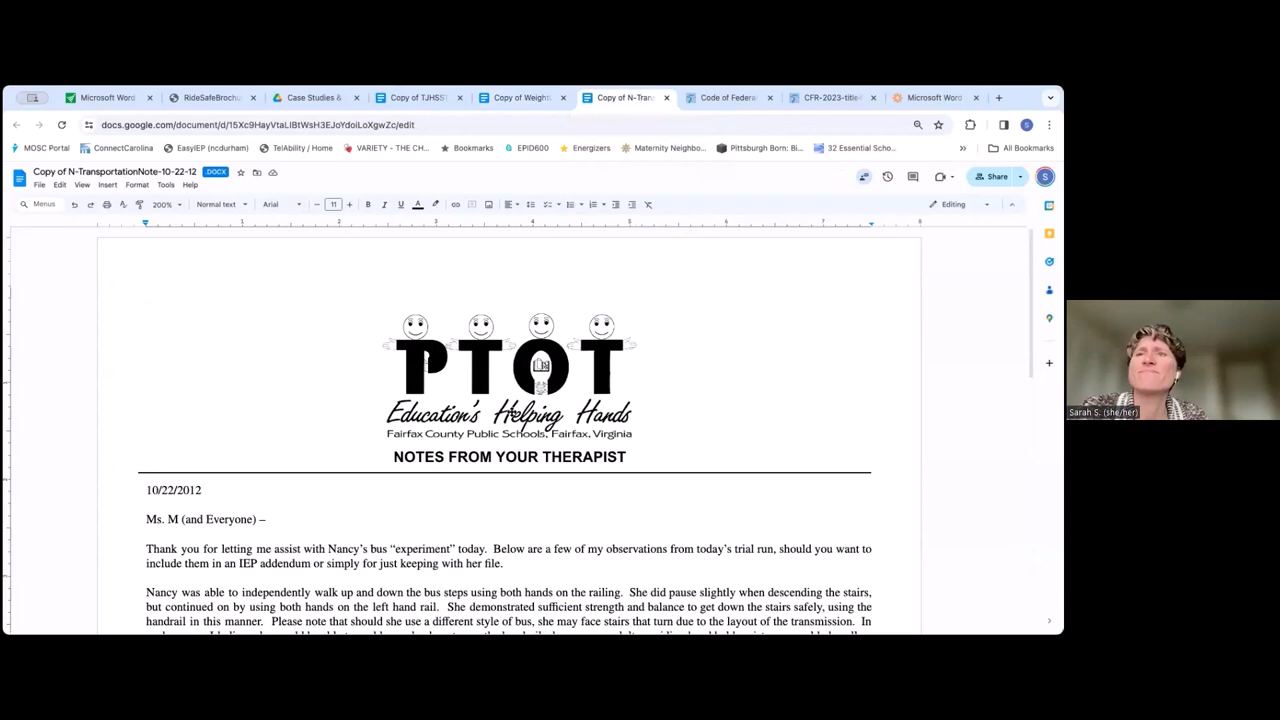 Microsoft Word
RideSafeBrochu
Case Studies &
Copy of TJHSS
Copy of Weight
Copy of N-Tran
Code of Federa
CFR-2023-title
Microsoft Word
docs.google.com/document/d/15Xc9HayVtaLIBtWsH3EJoYdoiLoXgwZc/edit
MOSC Portal
ConnectCarolina
EasyIEP (ncdurham)
TelAbility / Home
VARIETY - THE CH...
Bookmarks
EPID600
Energizers
Maternity Neighbo...
Pittsburgh Born: Bi...
32 Essential Scho...
All Bookmarks
Copy of N-TransportationNote-10-22-12 .DOCX
Share
S
File Edit View Insert Format Tools Help
Menus 200% Normal text Arial 11 Editing
PTOT
Education's Helping Hands
Fairfax County Public Schools, Fairfax, Virginia
NOTES FROM YOUR THERAPIST
10/22/2012
Ms. M (and Everyone) –
Thank you for letting me assist with Nancy's bus “experiment” today. Below are a few of my observations from today's trial run, should you want to
include them in an IEP addendum or simply for just keeping with her file.
Nancy was able to independently walk up and down the bus steps using both hands on the railing. She did pause slightly when descending the stairs,
but continued on by using both hands on the left hand rail. She demonstrated sufficient strength and balance to get down the stairs safely, using the
handrail in this manner. Please note that should she use a different style of bus, she may face stairs that turn due to the layout of the transmission. In
Sarah S. (she/her)